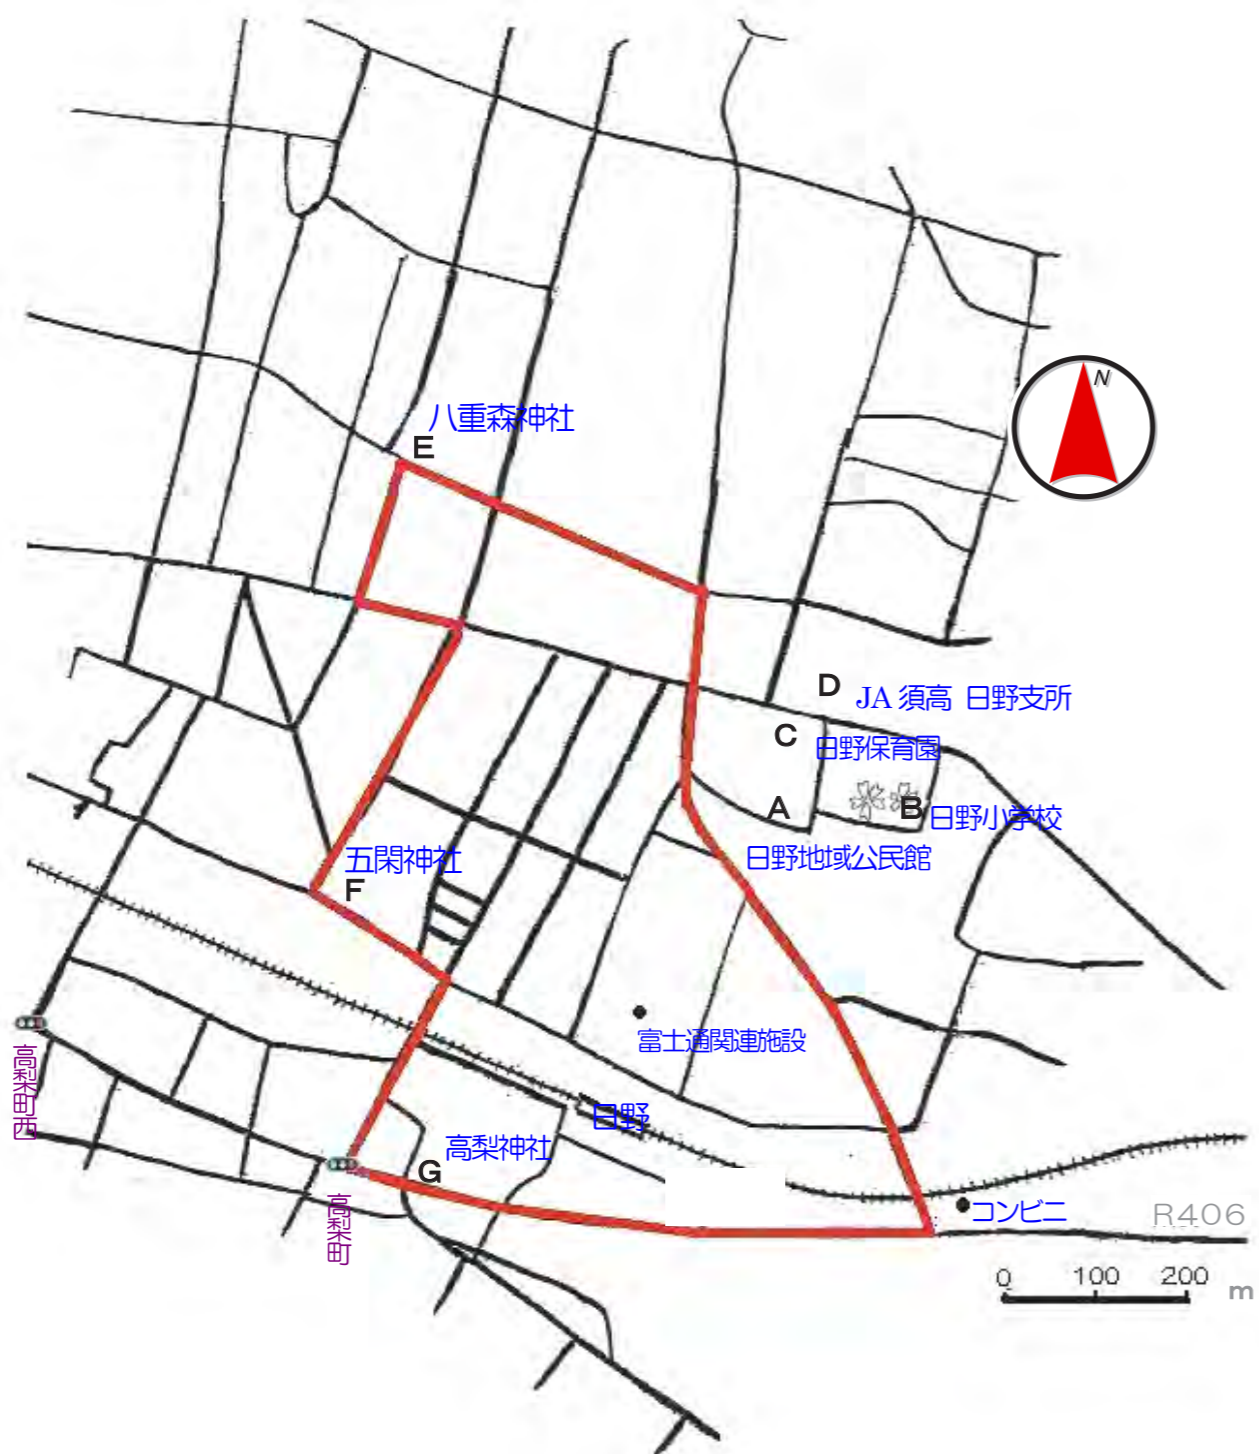 N
八重森神社
E
D
JA 須高 日野支所
C
日野保育園
A
B
日野小学校
日野地域公民館
五閑神社
F
富士通関連施設
高梨町西
日野
高梨神社
G
高梨町
コンビニ
R406
0 100 200 m